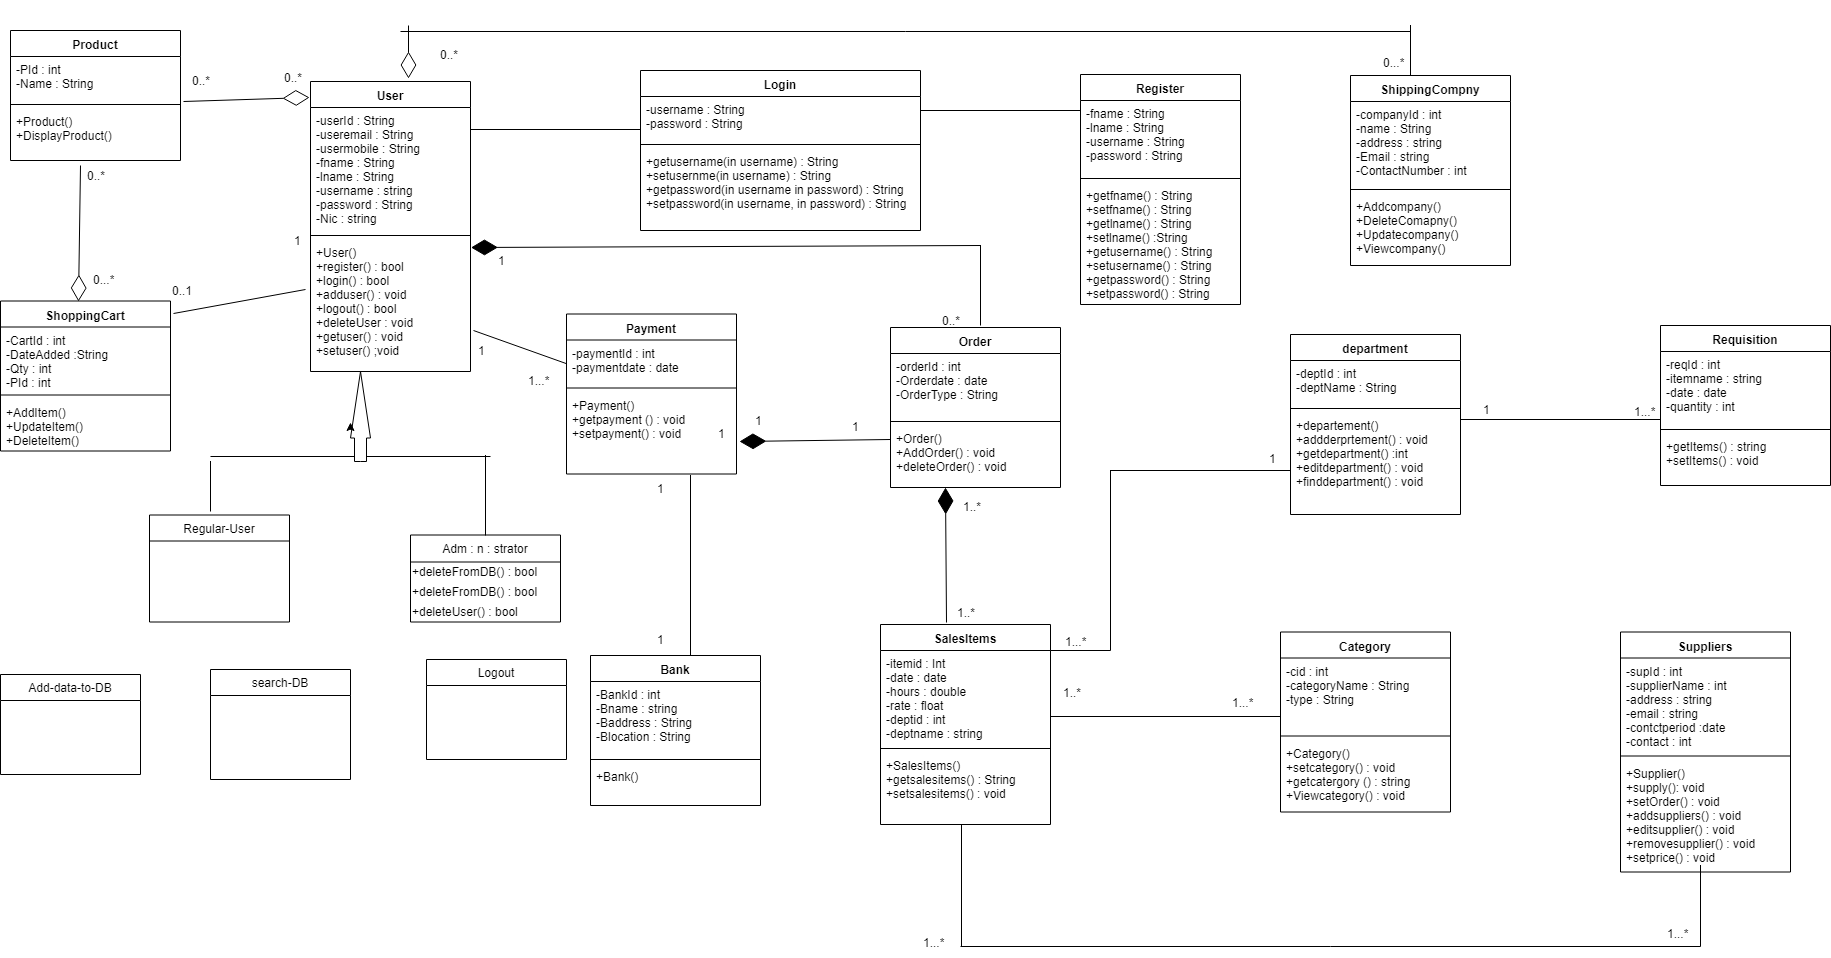 Product
-PId : int
-Name : String
+Product()
+DisplayProduct()
0..*
0..*
0..*
0...*
ShoppingCart
-CartId : int
-DateAdded :String
-Qty : int
-PId : int
+AddItem()
+UpdateItem()
+DeleteItem()
0..1
1
0..*
User
-userId : String
-useremail : String
-usermobile : String
-fname : String
-lname : String
-username : string
-password : String
-Nic : string
+User()
+register() : bool
+login() : bool
+adduser() : void
+logout() : bool
+deleteUser : void
+getuser() : void
+setuser() ;void
Login
-username : String
-password : String
+getusername(in username) : String
+setusernme(in username) : String
+getpassword(in username in password) : String
+setpassword(in username, in password) : String
Register
-fname : String
-lname : String
-username : String
-password : String
+getfname() : String
+setfname() : String
+getlname() : String
+setlname() :String
+getusername() : String
+setusername() : String
+getpassword() : String
+setpassword() : String
0...*
ShippingCompny
-companyId : int
-name : String
-address : string
-Email : string
-ContactNumber : int
+Addcompany()
+DeleteComapny()
+Updatecompany()
+Viewcompany()
1
0..*
1
1...*
Payment
-paymentId : int
-paymentdate : date
+Payment()
+getpayment () : void
+setpayment() : void
1
1
1
Order
-orderId : int
-Orderdate : date
-OrderType : String
+Order()
+AddOrder() : void
+deleteOrder() : void
1..*
1..*
department
-deptId : int
-deptName : String
+departement()
+addderprtement() : void
+getdepartment() :int
+editdepartment() : void
+finddepartment() : void
1
1...*
Requisition
-reqId : int
-itemname : string
-date : date
-quantity : int
+getItems() : string
+setItems() : void
1
1...*
Regular-User
Adm : n : strator
+deleteFromDB() : bool
+deleteFromDB() : bool
+deleteUser() : bool
Add-data-to-DB
search-DB
Logout
1
1
Bank
-BankId : int
-Bname : string
-Baddress : String
-Blocation : String
+Bank()
SalesItems
-itemid : Int
-date : date
-hours : double
-rate : float
-deptid : int
-deptname : string
+SalesItems()
+getsalesitems() : String
+setsalesitems() : void
1..*
1...*
Category
-cid : int
-categoryName : String
-type : String
+Category()
+setcategory() : void
+getcatergory () : string
+Viewcategory() : void
Suppliers
-supId : int
-supplierName : int
-address : string
-email : string
-contctperiod :date
-contact : int
+Supplier()
+supply(): void
+setOrder() : void
+addsuppliers() : void
+editsupplier() : void
+removesupplier() : void
+setprice() : void
1...*
1...*